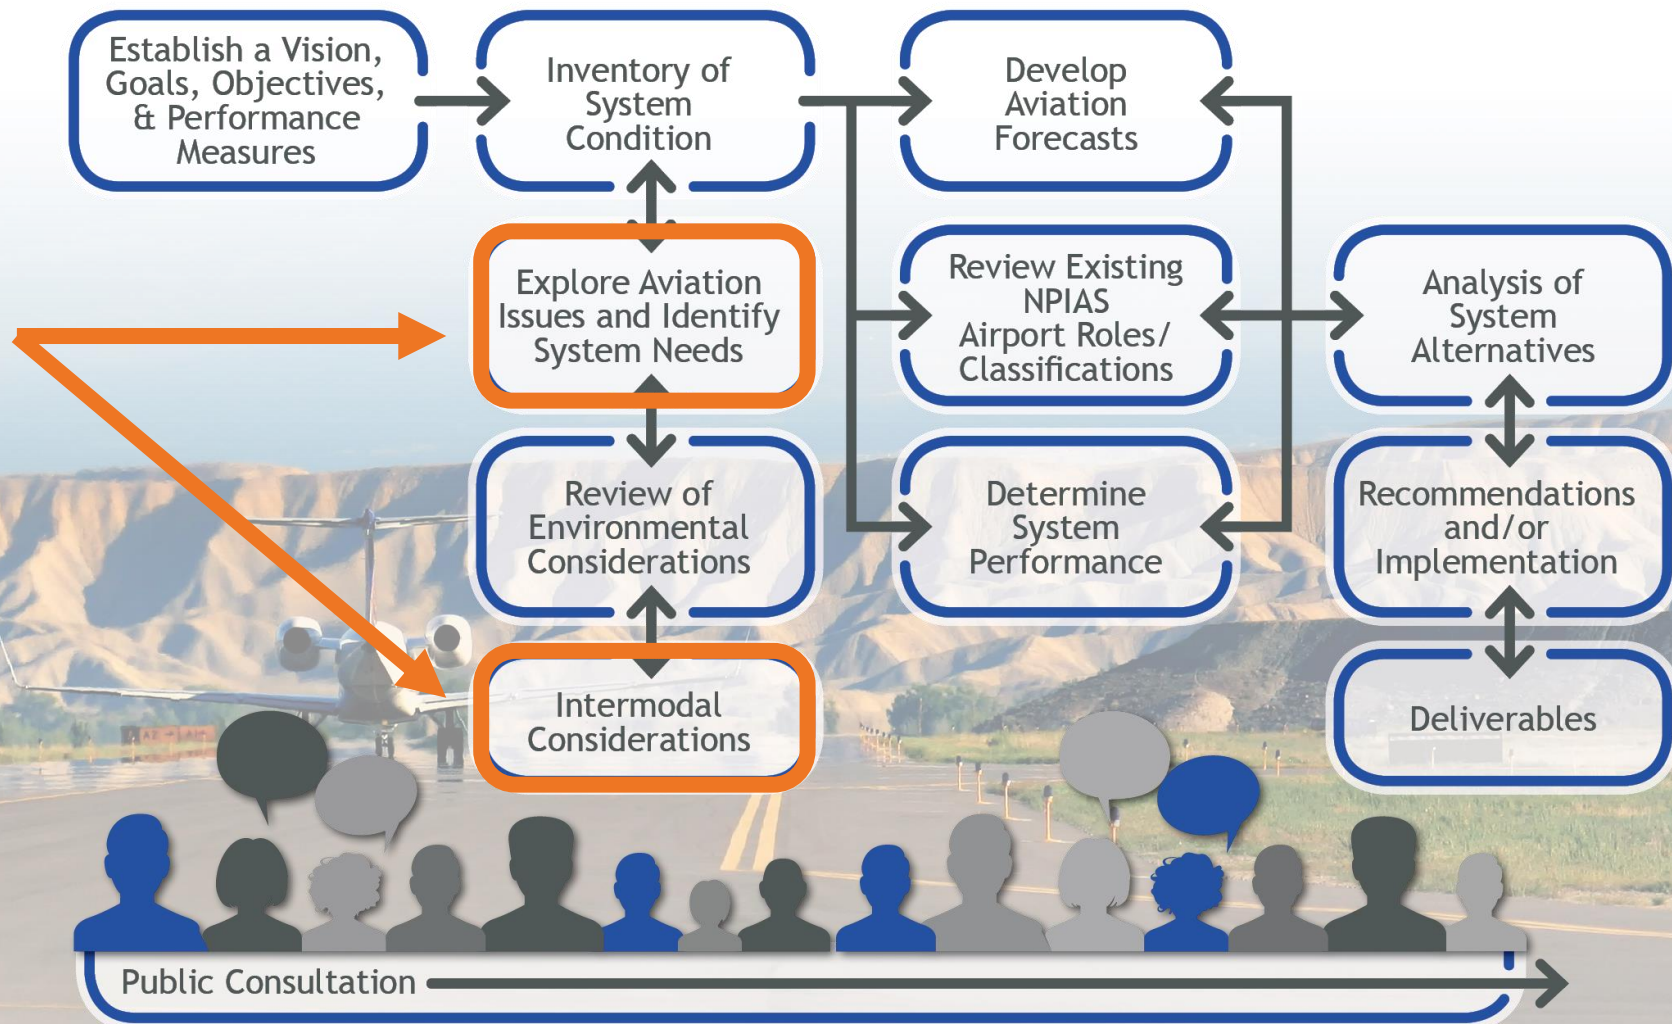 Establish a Vision,
Goals, Objectives,
& Performance
Measures
Inventory of
System
Condition
Develop
Aviation
Forecasts
Explore Aviation
Issues and Identify
System Needs
Review Existing
NPIAS
Airport Roles/
Classifications
Analysis of
System
Alternatives
Review of
Environmental
Considerations
Determine
System
Performance
Recommendations
and/or
Implementation
Intermodal
Considerations
Deliverables
Public Consultation